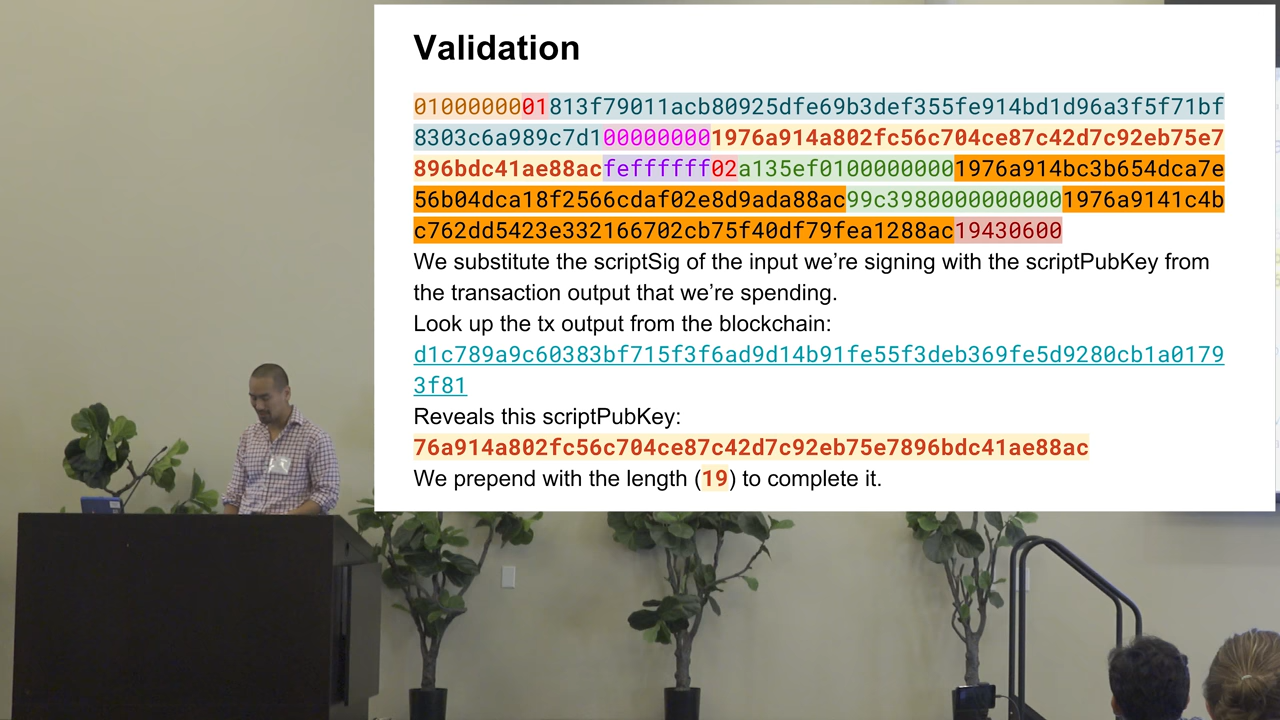 Validation
0100000001813f79011acb80925dfe69b3def355fe914bd1d96a3f5f71bf
8303c6a989c7d1000000001976a914a802fc56c704ce87c42d7c92eb75e7
896bdc41ae88acfeffffff02a135ef01000000001976a914bc3b654dca7e
56b04dca18f2566cdaf02e8d9ada88ac99c39800000000001976a9141c4b
c762dd5423e332166702cb75f40df79fea1288ac19430600
We substitute the scriptSig of the input we’re signing with the scriptPubKey from
the transaction output that we’re spending.
Look up the tx output from the blockchain:
d1c789a9c60383bf715f3f6ad9d14b91fe55f3deb369fe5d9280cb1a0179
3f81
Reveals this scriptPubKey:
76a914a802fc56c704ce87c42d7c92eb75e7896bdc41ae88ac
We prepend with the length (19) to complete it.